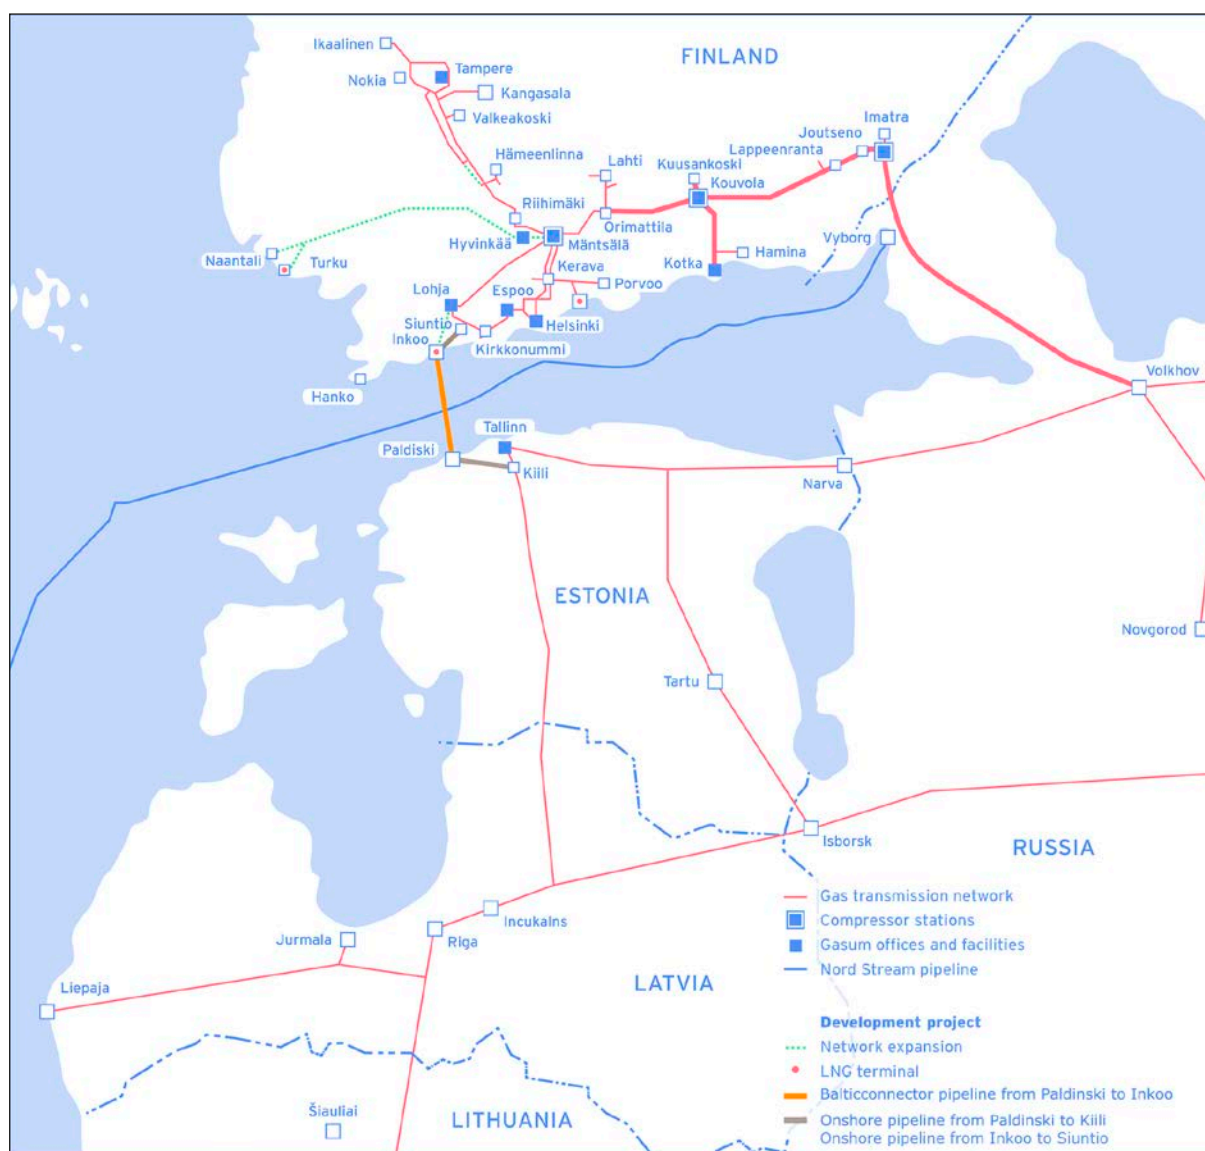 Ikaalinen
FINLAND
Tampere
Nokia
Kangasala
Valkeakoski
Imatra
Joutseno
Lappeenranta
Hämeenlinna
Lahti
Kuusankoski
Kouvola
Riihimäki
Orimattila
Hyvinkää
Mäntsälä
Vyborg
Naantali
Turku
Kotka
Hamina
Kerava
Porvoo
Lohja
Espoo
Siuntio
Inkoo
Helsinki
Kirkkonummi
Hanko
Volkhov
Tallinn
Paldiski
Kiili
Narva
ESTONIA
Novgorod
Tartu
Isborsk
RUSSIA
Incukalns
Riga
Jurmala
Liepaja
LATVIA
Šiauliai
LITHUANIA
Gas transmission network
Compressor stations
Gasum offices and facilities
Nord Stream pipeline
Development project
Network expansion
LNG terminal
Balticconnector pipeline from Paldinski to Inkoo
Onshore pipeline from Paldinski to Kiili
Onshore pipeline from Inkoo to Siuntio